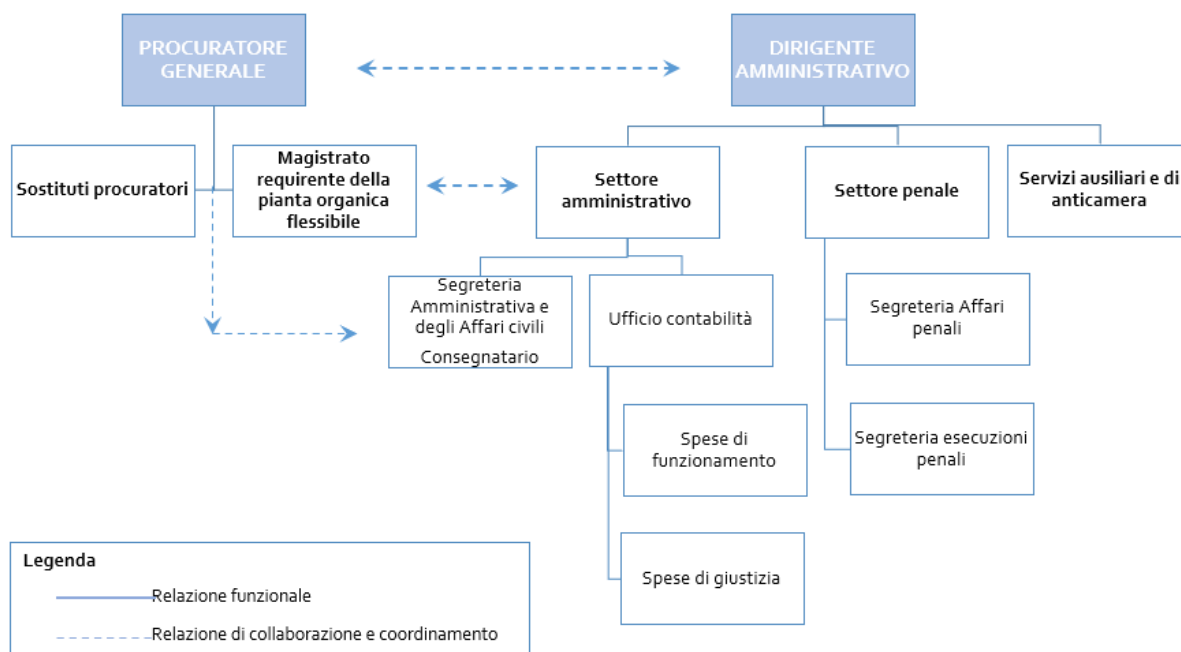 PROCURATORE
GENERALE
DIRIGENTE
AMMINISTRATIVO
Sostituti procuratori
Magistrato
requirente della
pianta organica
flessibile
Settore
amministrativo
Settore penale
Servizi ausiliari e di
anticamera
Segreteria
Amministrativa e
degli Affari civili
Consegnatario
Ufficio contabilità
Segreteria Affari
penali
Spese di
funzionamento
Segreteria esecuzioni
penali
Spese di giustizia
Legenda
Relazione funzionale
Relazione di collaborazione e coordinamento